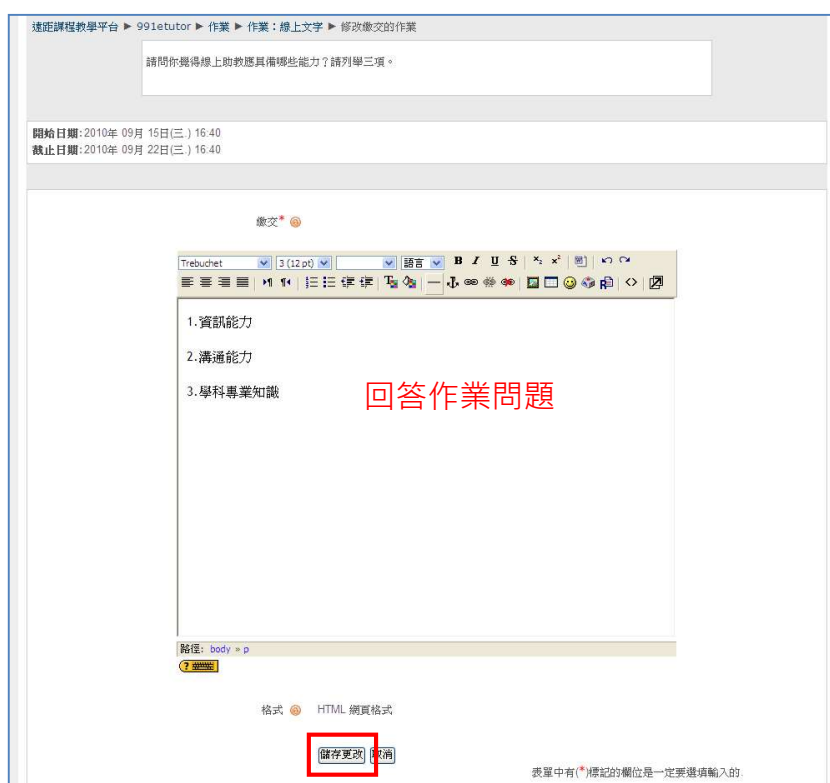 遠距課程教學平台 ► 991etutor ► 作業 ► 作業：線上文字 ► 修改繳交的作業
請問你覺得線上助教應具備哪些能力？請列舉三項。
開始日期:2010年 09月 15日(三.) 16:40
截止日期:2010年 09月 22日(三.) 16:40
繳交*
Trebuchet 3 (12 pt) 語言 B I U S x₂ x²
1.資訊能力
2.溝通能力
3.學科專業知識
回答作業問題
路徑: body » p
格式 HTML 網頁格式
儲存更改 取消
表單中有(*)標記的欄位是一定要選填輸入的.